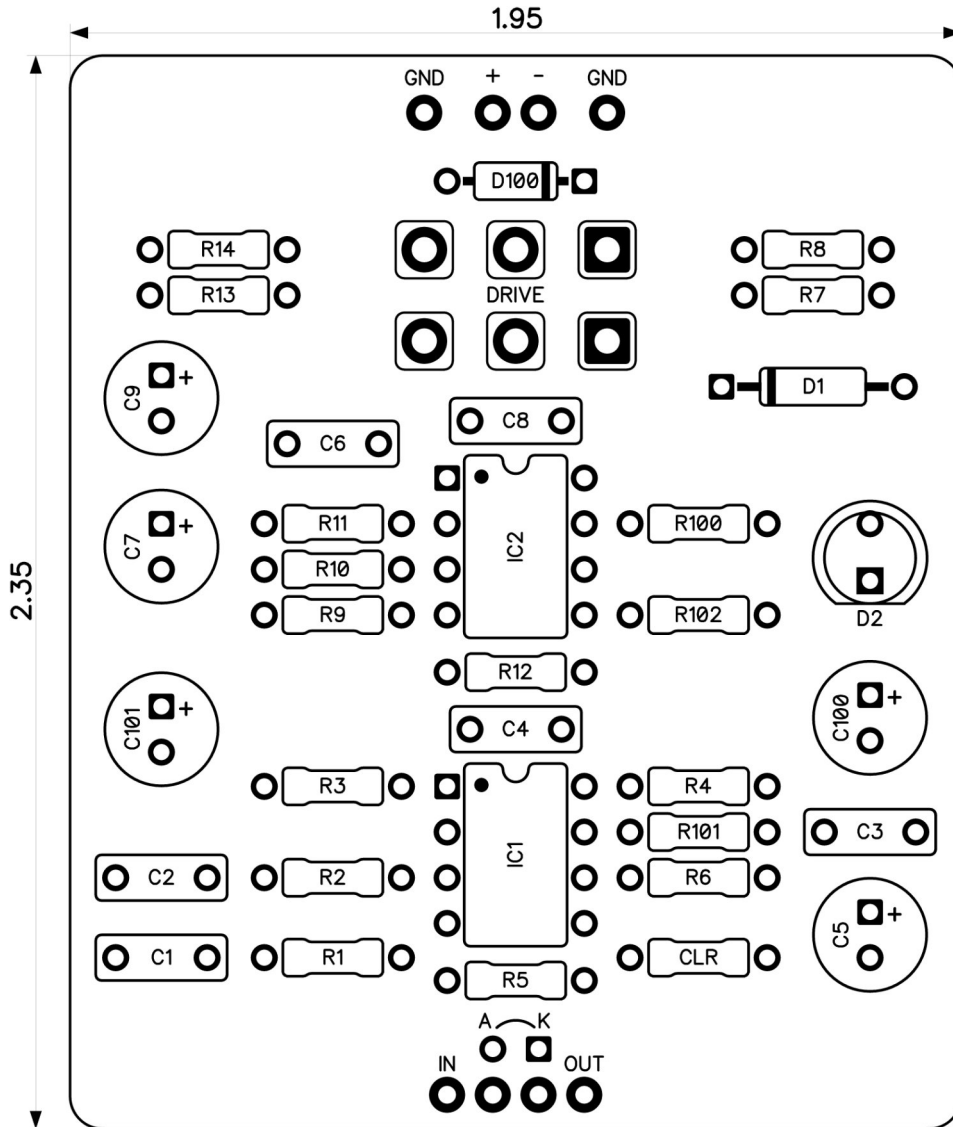 1.95
GND + - GND
D100
R14 R8
R13 DRIVE R7
C9 + D1
C6 C8
C7 + R11 IC2 R100
R10
R9 R102 D2
2.35
R12
C101 + C4 C100 +
R3 R4
R101 C3
C2 R2 IC1 R6
C5 +
C1 R1 CLR
R5
A K
IN OUT